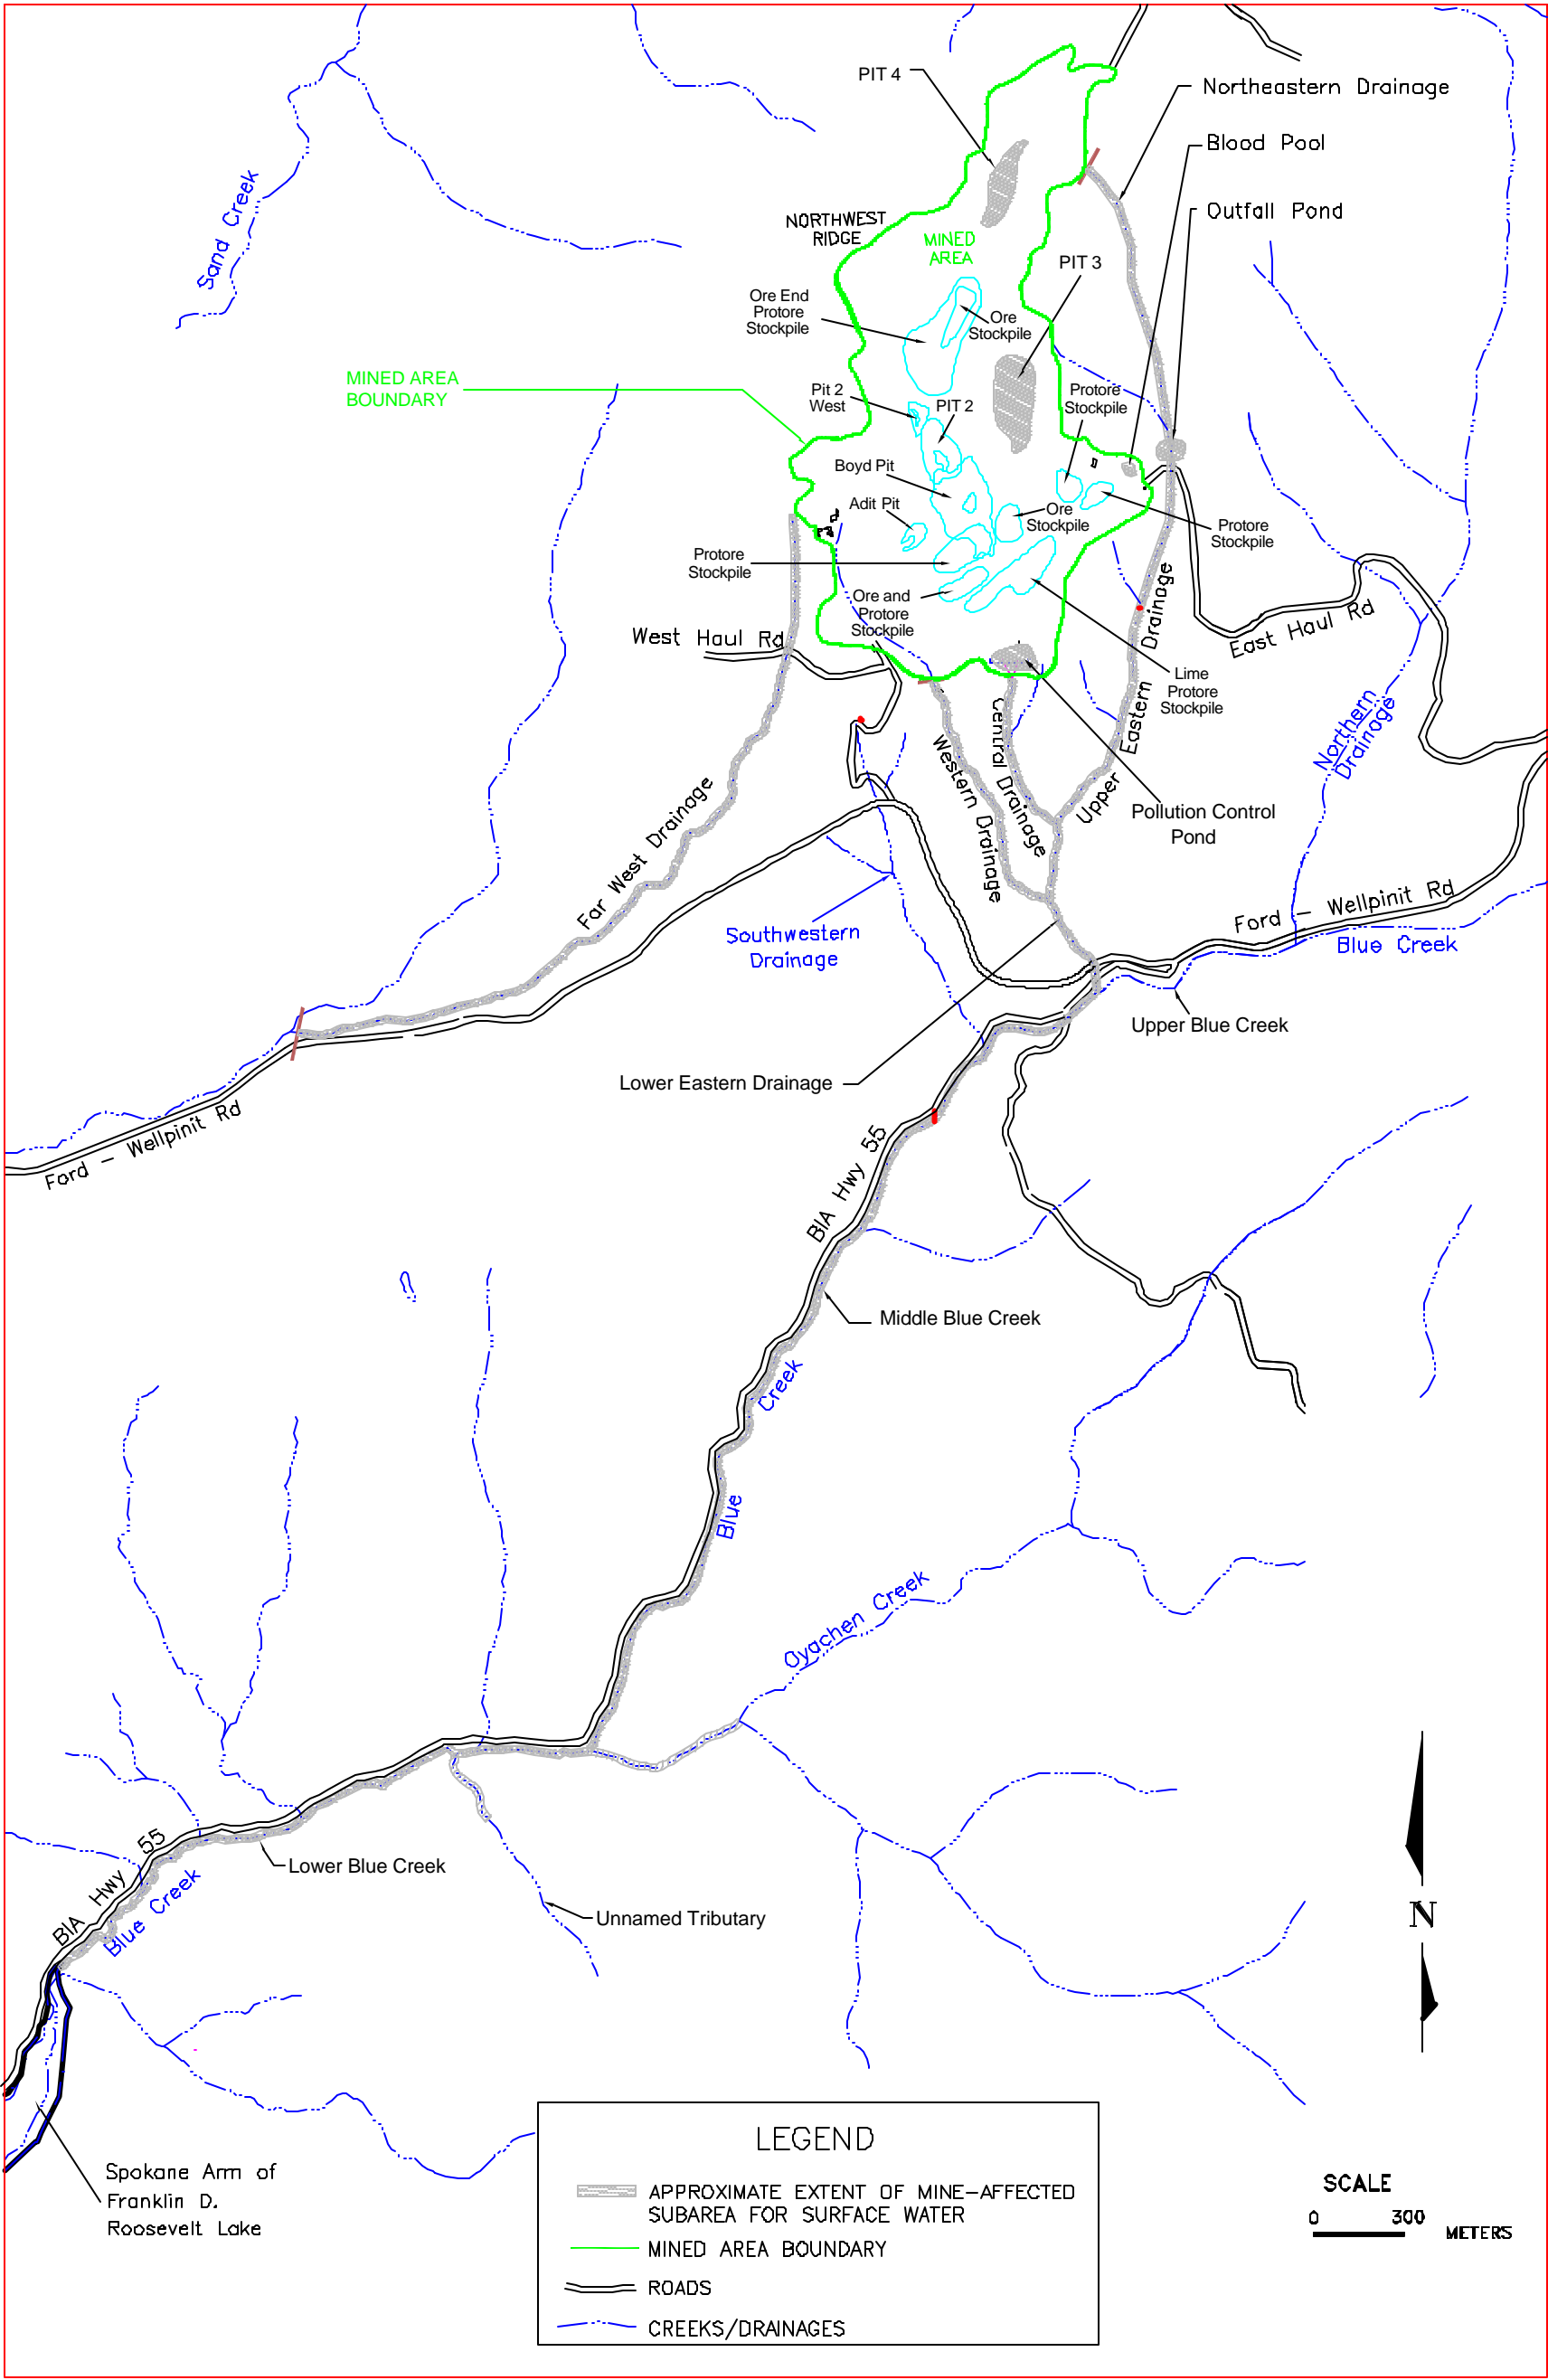 PIT 4
Northeastern Drainage
Blood Pool
Outfall Pond
Sand Creek
NORTHWEST
RIDGE
MINED
AREA
PIT 3
Ore End
Protore
Stockpile
Ore
Stockpile
MINED AREA
BOUNDARY
Pit 2
West
PIT 2
Protore
Stockpile
Boyd Pit
Adit Pit
Ore
Stockpile
Protore
Stockpile
Protore
Stockpile
Ore and
Protore
Stockpile
West Haul Rd
East Haul Rd
Lime
Protore
Stockpile
Upper Eastern Drainage
Central Drainage
Western Drainage
Northern
Drainage
Far West Drainage
Pollution Control
Pond
Southwestern
Drainage
Ford - Wellpinit Rd
Blue Creek
Upper Blue Creek
Lower Eastern Drainage
Ford - Wellpinit Rd
BIA Hwy 55
Middle Blue Creek
Blue Creek
Oyachen Creek
Lower Blue Creek
BIA Hwy 55
Blue Creek
Unnamed Tributary
N
Spokane Arm of
Franklin D.
Roosevelt Lake
LEGEND
APPROXIMATE EXTENT OF MINE-AFFECTED
SUBAREA FOR SURFACE WATER
MINED AREA BOUNDARY
ROADS
CREEKS/DRAINAGES
SCALE
0 300 METERS